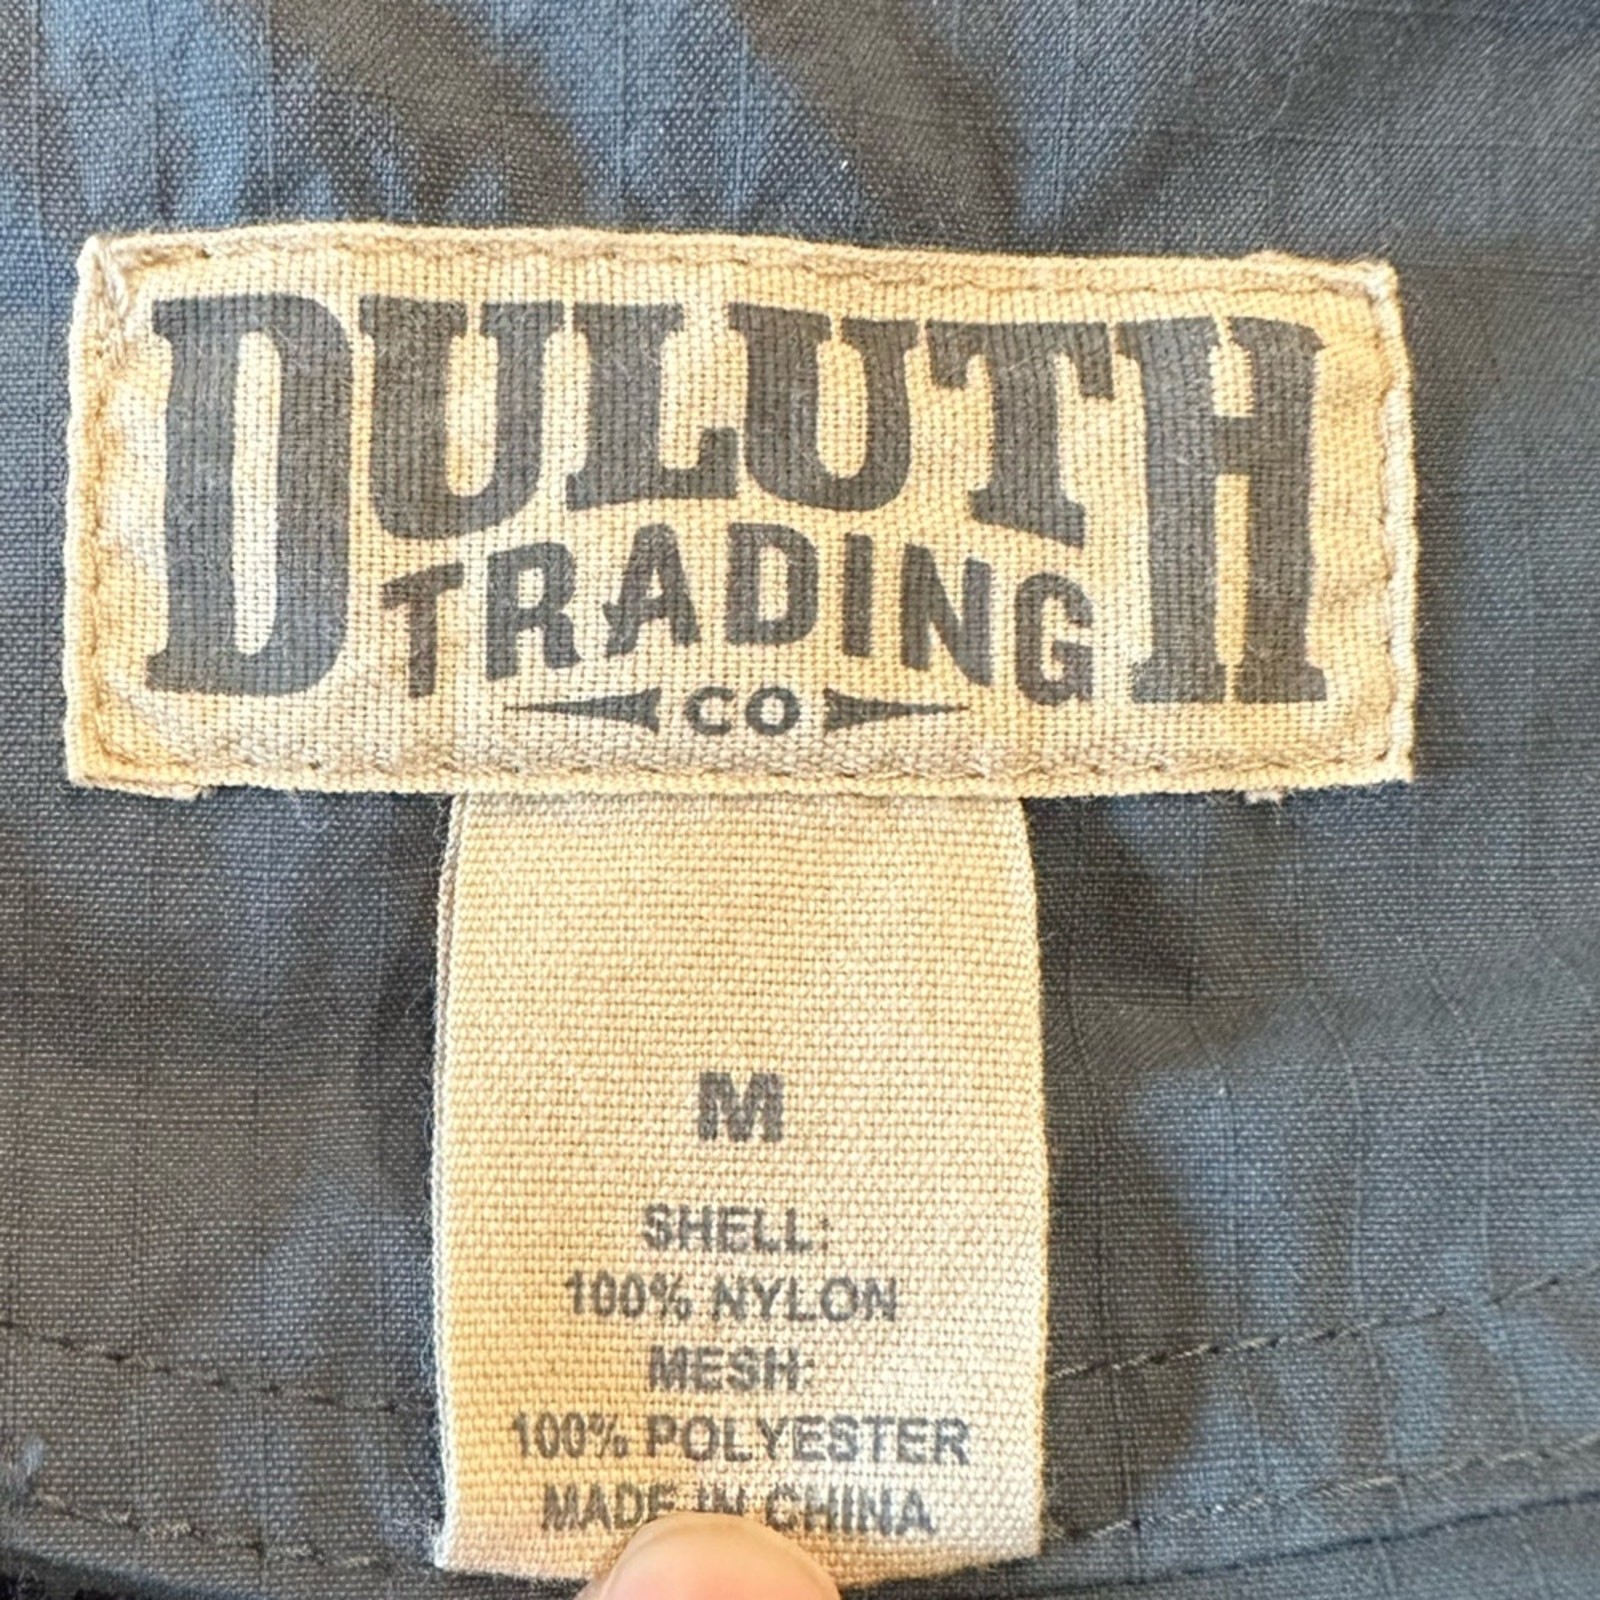 DULUTH
TRADING
CO
M
SHELL:
100% NYLON
MESH:
100% POLYESTER
MADE IN CHINA